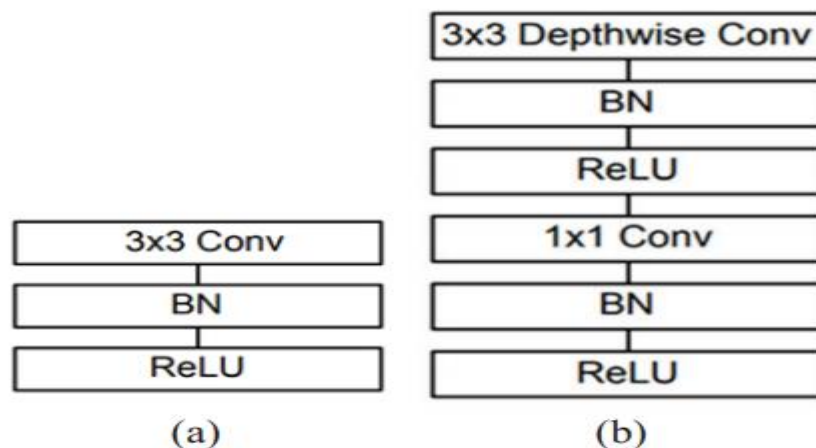 3x3 Conv
BN
ReLU
(a)
3x3 Depthwise Conv
BN
ReLU
1x1 Conv
BN
ReLU
(b)